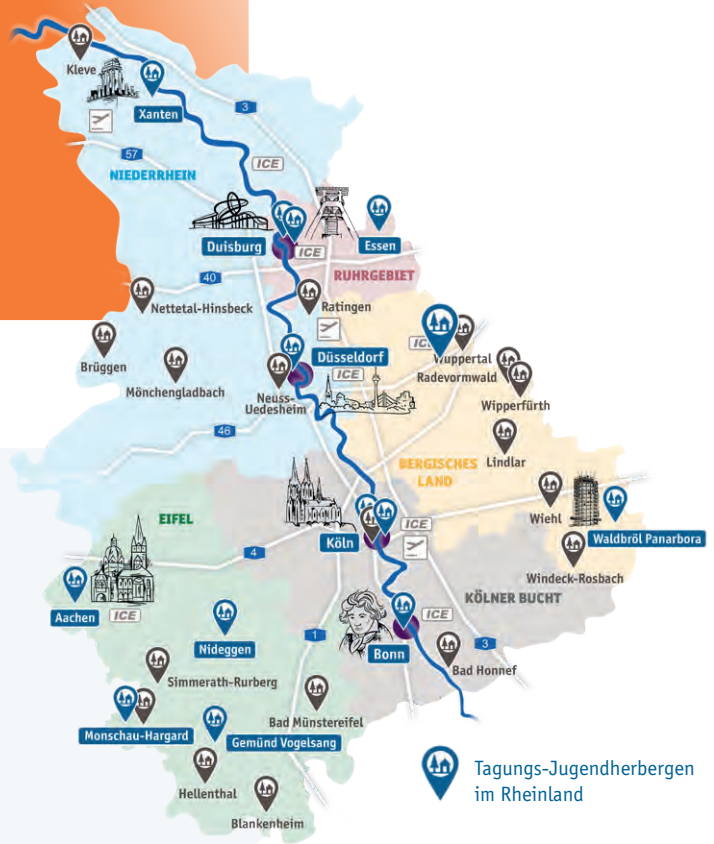 Kleve
Xanten
3
57
ICE
NIEDERRHEIN
Duisburg
ICE
Essen
RUHRGEBIET
40
Nettetal-Hinsbeck
Ratingen
Brüggen
Mönchengladbach
Düsseldorf
ICE
Wuppertal
Radevormwald
Neuss-
Uedesheim
Wipperfürth
46
BERGISCHES
LAND
Lindlar
EIFEL
Köln
ICE
Wiehl
Waldbröl Panarbora
4
Windeck-Rosbach
Aachen
ICE
KÖLNER BUCHT
Nideggen
1
Bonn
ICE
3
Bad Honnef
Simmerath-Rurberg
Monschau-Hargard
Bad Münstereifel
Gemünd Vogelsang
Hellenthal
Blankenheim
Tagungs-Jugendherbergen
im Rheinland